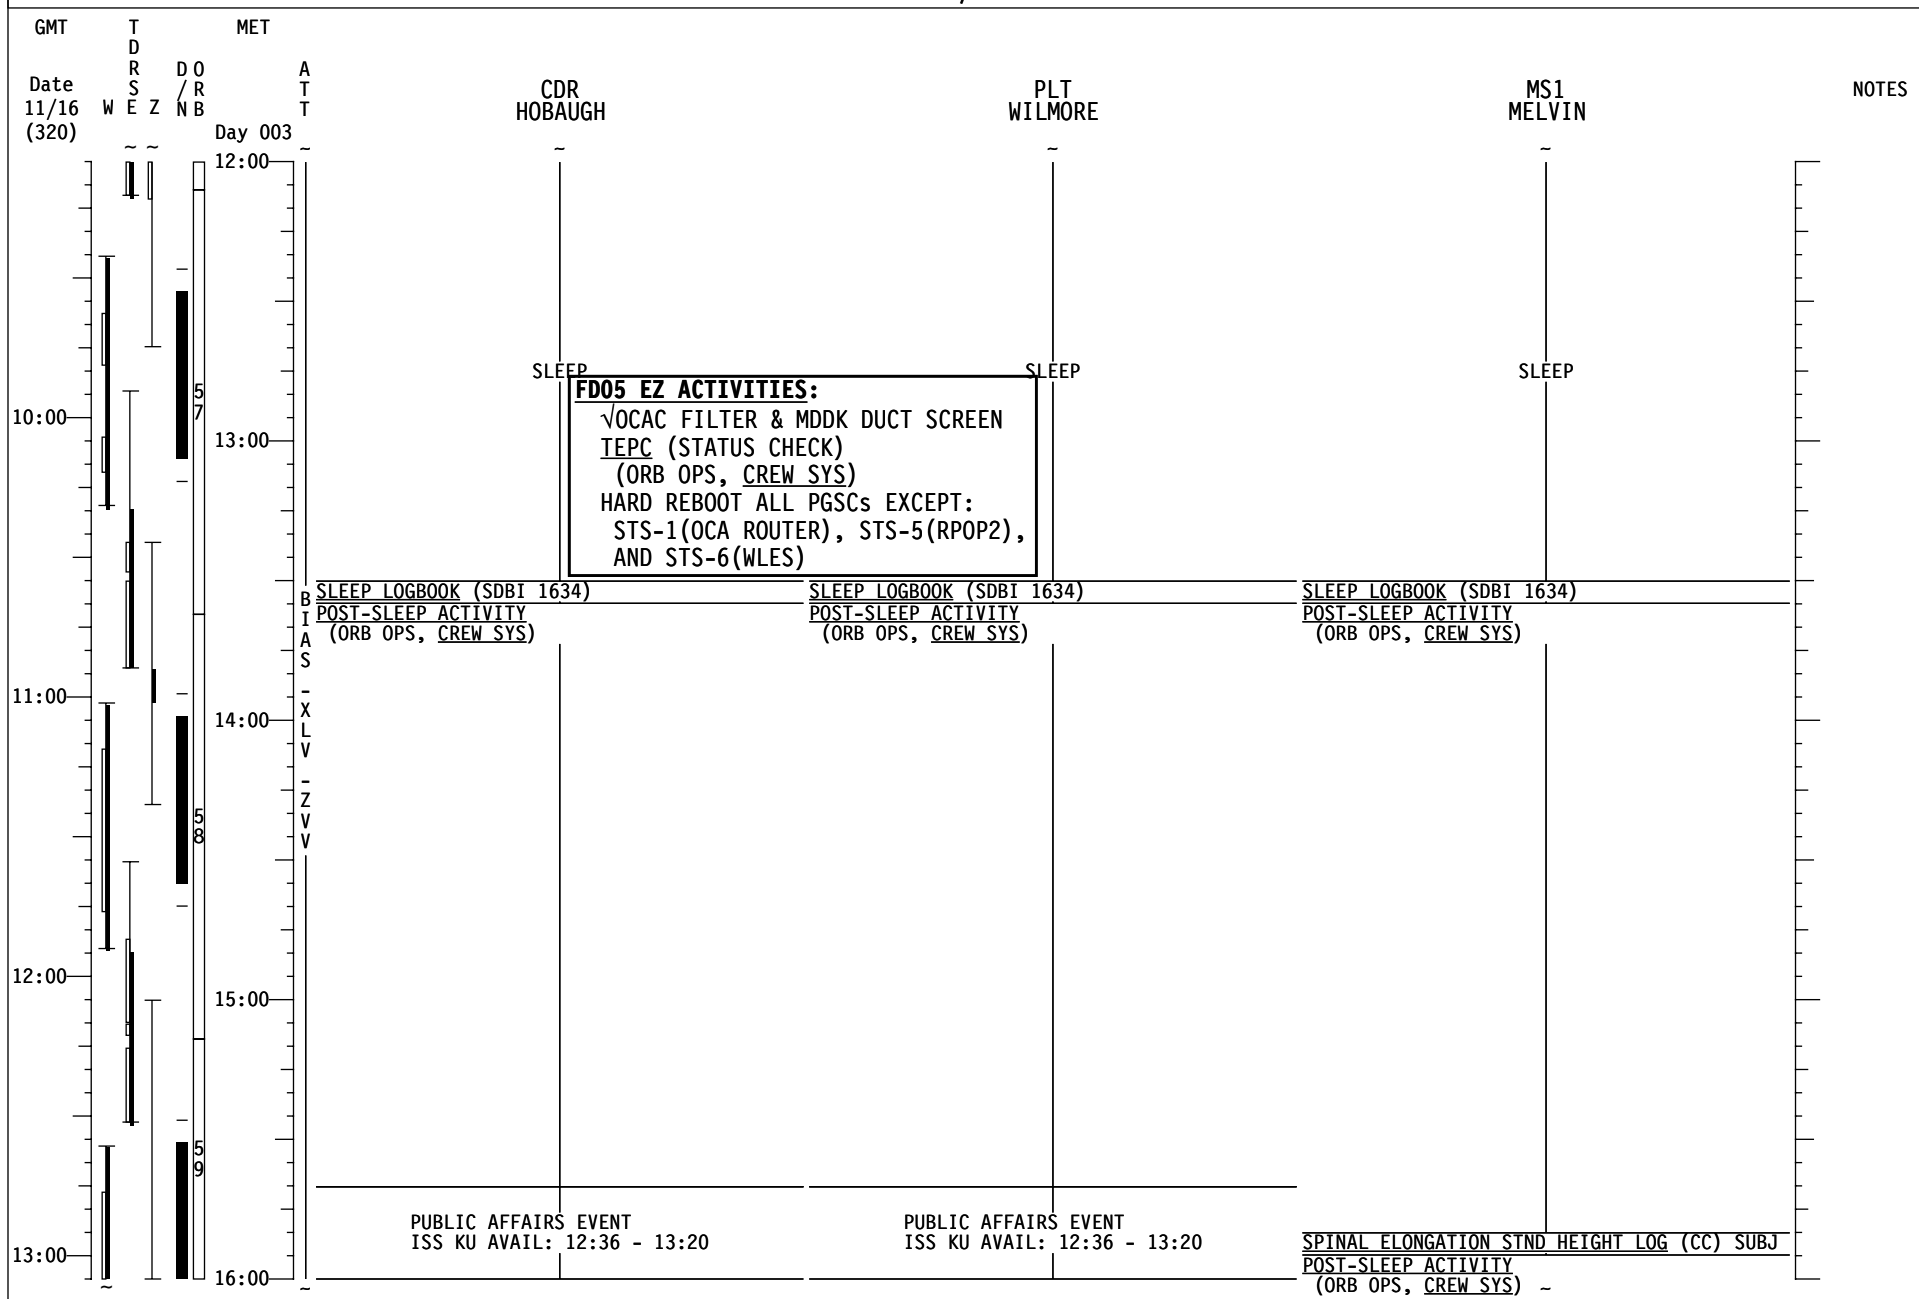 GMT
TDRS
MET
Date
11/16
(320)
W E Z
D/N
ORB
Day 003
ATT
CDR
HOBAUGH
PLT
WILMORE
MS1
MELVIN
NOTES
~ ~
~
~
~
~
12:00
SLEEP
SLEEP
SLEEP
FD05 EZ ACTIVITIES:
√OCAC FILTER & MDDK DUCT SCREEN
TEPC (STATUS CHECK)
(ORB OPS, CREW SYS)
HARD REBOOT ALL PGSCs EXCEPT:
STS-1(OCA ROUTER), STS-5(RPOP2),
AND STS-6(WLES)
57
10:00
13:00
SLEEP LOGBOOK (SDBI 1634)
POST-SLEEP ACTIVITY
(ORB OPS, CREW SYS)
SLEEP LOGBOOK (SDBI 1634)
POST-SLEEP ACTIVITY
(ORB OPS, CREW SYS)
SLEEP LOGBOOK (SDBI 1634)
POST-SLEEP ACTIVITY
(ORB OPS, CREW SYS)
BIAS -XLV -ZVV
11:00
14:00
58
12:00
15:00
59
PUBLIC AFFAIRS EVENT
ISS KU AVAIL: 12:36 - 13:20
PUBLIC AFFAIRS EVENT
ISS KU AVAIL: 12:36 - 13:20
SPINAL ELONGATION STND HEIGHT LOG (CC) SUBJ
POST-SLEEP ACTIVITY
(ORB OPS, CREW SYS) ~
13:00
16:00
~
~